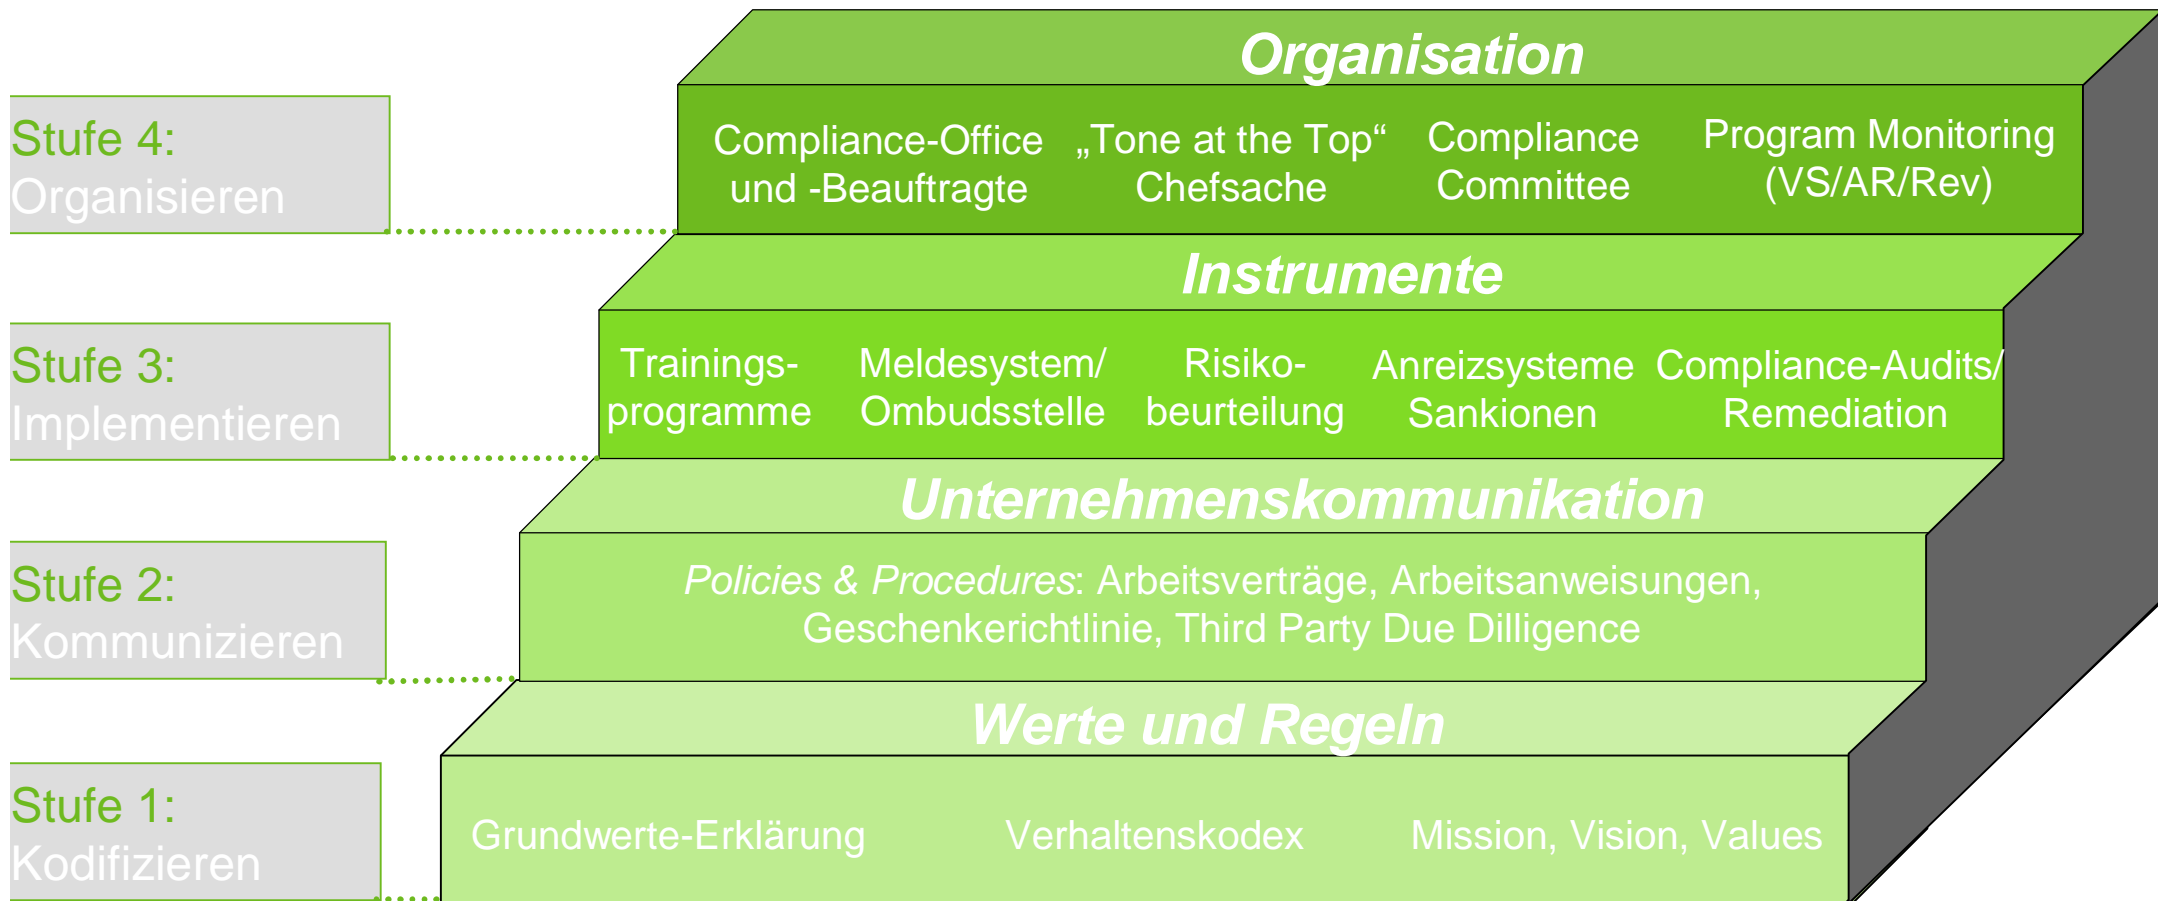 Organisation
Stufe 4:
Organisieren
Compliance-Office
und -Beauftragte
„Tone at the Top“
Chefsache
Compliance
Committee
Program Monitoring
(VS/AR/Rev)
Instrumente
Stufe 3:
Implementieren
Trainings-
programme
Meldesystem/
Ombudsstelle
Risiko-
beurteilung
Anreizsysteme
Sankionen
Compliance-Audits/
Remediation
Unternehmenskommunikation
Stufe 2:
Kommunizieren
Policies & Procedures: Arbeitsverträge, Arbeitsanweisungen,
Geschenkerichtlinie, Third Party Due Dilligence
Werte und Regeln
Stufe 1:
Kodifizieren
Grundwerte-Erklärung
Verhaltenskodex
Mission, Vision, Values